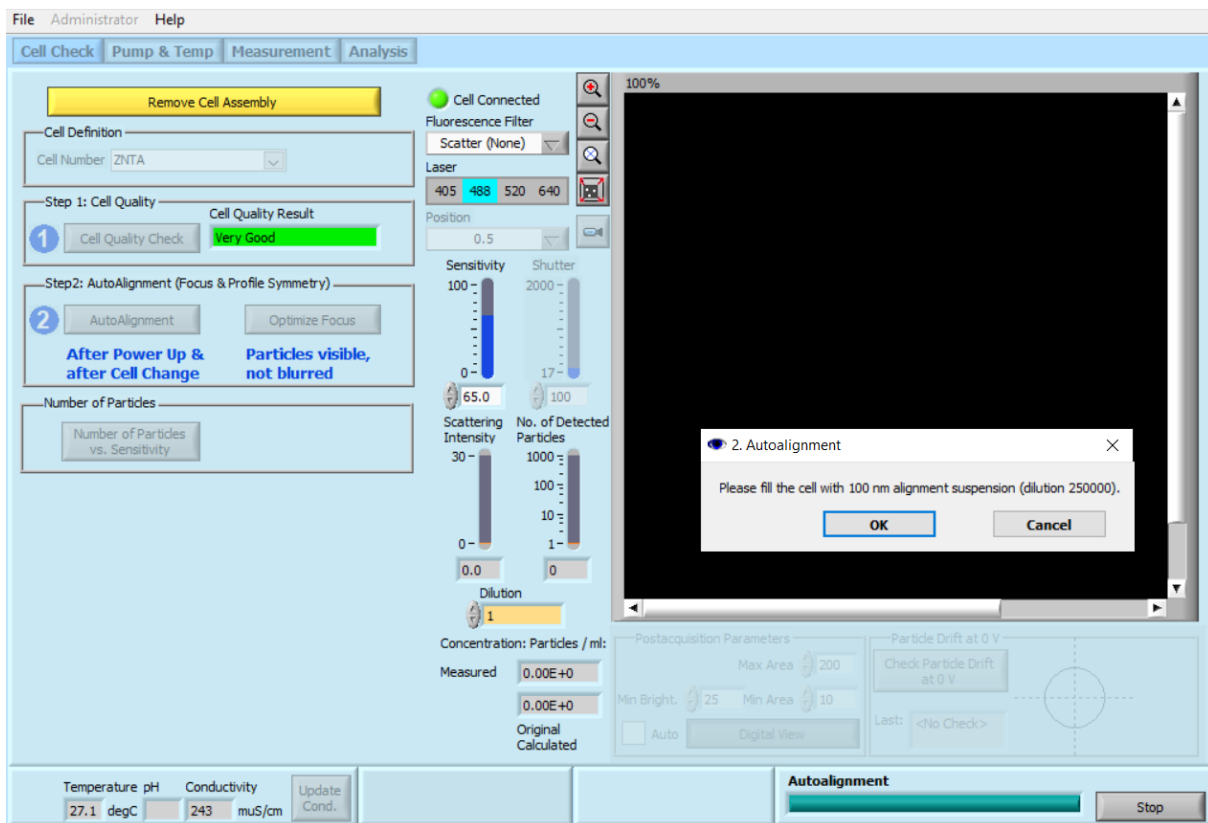 File Administrator Help
Cell Check Pump & Temp Measurement Analysis
Remove Cell Assembly
Cell Definition
Cell Number ZNTA
Step 1: Cell Quality
Cell Quality Result
1 Cell Quality Check Very Good
Step2: AutoAlignment (Focus & Profile Symmetry)
2 AutoAlignment Optimize Focus
After Power Up & Particles visible,
after Cell Change not blurred
Number of Particles
Number of Particles
vs. Sensitivity
Cell Connected
Fluorescence Filter
Scatter (None)
Laser
405 488 520 640
Position
0.5
Sensitivity Shutter
100 2000
0 17
65.0 100
Scattering No. of Detected
Intensity Particles
30 1000
100
10
0 1
0.0 0
Dilution
1
Concentration: Particles / ml:
Measured 0.00E+0
0.00E+0
Original
Calculated
100%
2. Autoalignment
Please fill the cell with 100 nm alignment suspension (dilution 250000).
OK Cancel
Postacquisition Parameters
Max Area 200
Min Bright. 25 Min Area 10
Auto Digital View
Particle Drift at 0 V
Check Particle Drift
at 0 V
Last: <No Check>
Temperature pH Conductivity
27.1 degC 243 muS/cm
Update
Cond.
Autoalignment
Stop